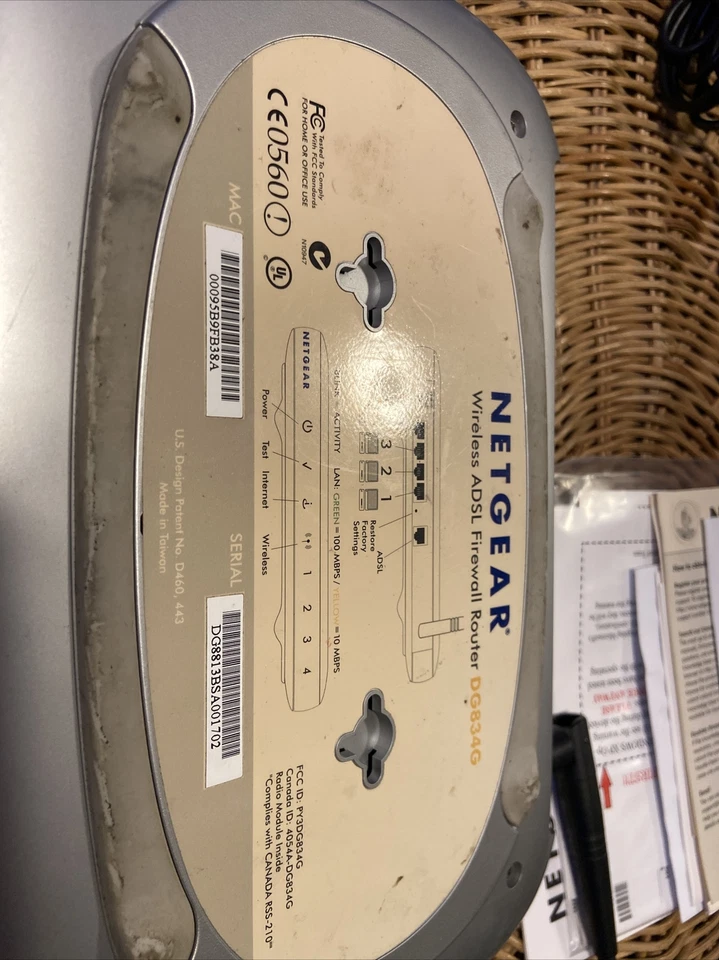 NETGEAR®
Wireless ADSL Firewall Router DG834G
3 2 1
ADSL
Restore
Factory
Settings
ACTIVITY LAN: GREEN = 100 MBPS / YELLOW = 10 MBPS
NETGEAR
1 2 3 4
Power Test Internet Wireless
FC Tested To Comply
With FCC Standards
FOR HOME OR OFFICE USE
N10947
CE0560
UL
FCC ID: PY3DG834G
Canada ID: 4054A-DG834G
Radio Module Inside
*Complies with CANADA RSS-210"
MAC
00095B9FB38A
SERIAL
DG8813BSA001702
U.S. Design Patent No. D460, 443
Made in Taiwan